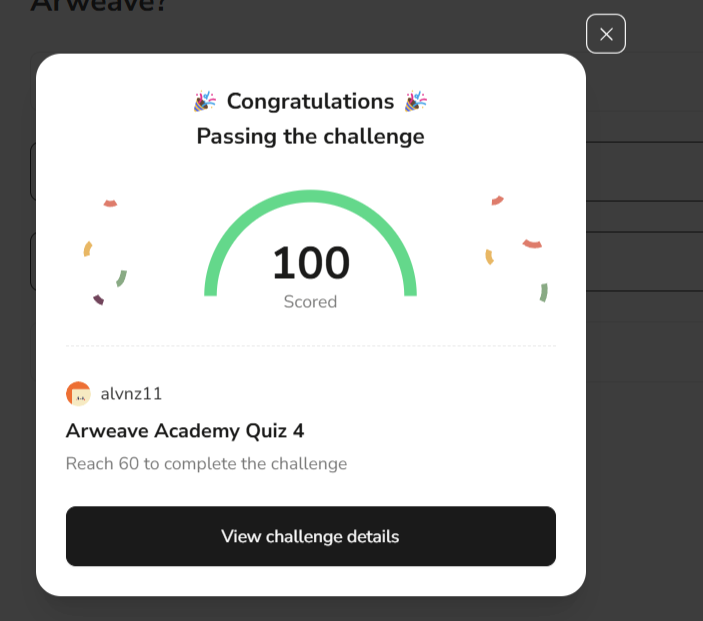 Arweave?
Congratulations
Passing the challenge
100
Scored
alvnz11
Arweave Academy Quiz 4
Reach 60 to complete the challenge
View challenge details